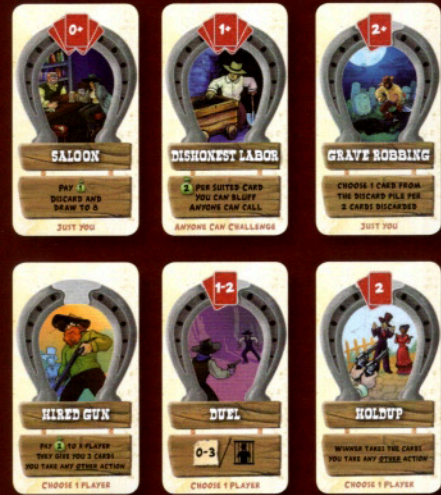 0+
SALOON
PAY 1
DISCARD AND
DRAW TO 8
JUST YOU
1+
DISHONEST LABOR
2 PER SUITED CARD
YOU CAN BLUFF
ANYONE CAN CALL
ANYONE CAN CHALLENGE
2+
GRAVE ROBBING
CHOOSE 1 CARD FROM
THE DISCARD PILE PER
2 CARDS DISCARDED
JUST YOU
HIRED GUN
PAY 2 TO A PLAYER
THEY GIVE YOU 2 CARDS
YOU TAKE ANY OTHER ACTION
CHOOSE 1 PLAYER
1-2
DUEL
0-3 /
CHOOSE 1 PLAYER
2
HOLDUP
WINNER TAKES THE CARDS
YOU TAKE ANY OTHER ACTION
CHOOSE 1 PLAYER